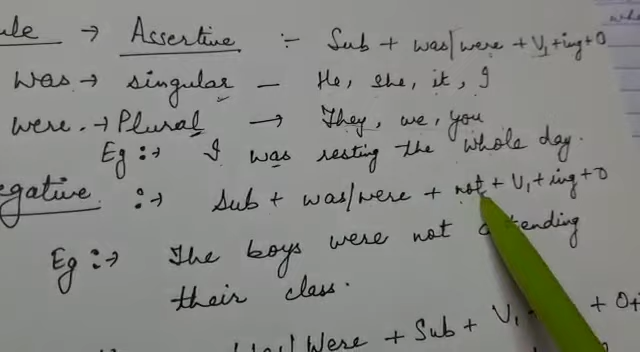 ule → Assertive :- Sub + was/were + V1 + ing + O
Was → singular – He, She, it, I
were. → Plural → They, we, you
Eg :→ I was resting the whole day.
egative :→ Sub + was/were + not + V1 + ing + O
Eg :→ The boys were not attending
their class.
Were + Sub + V1 + O +